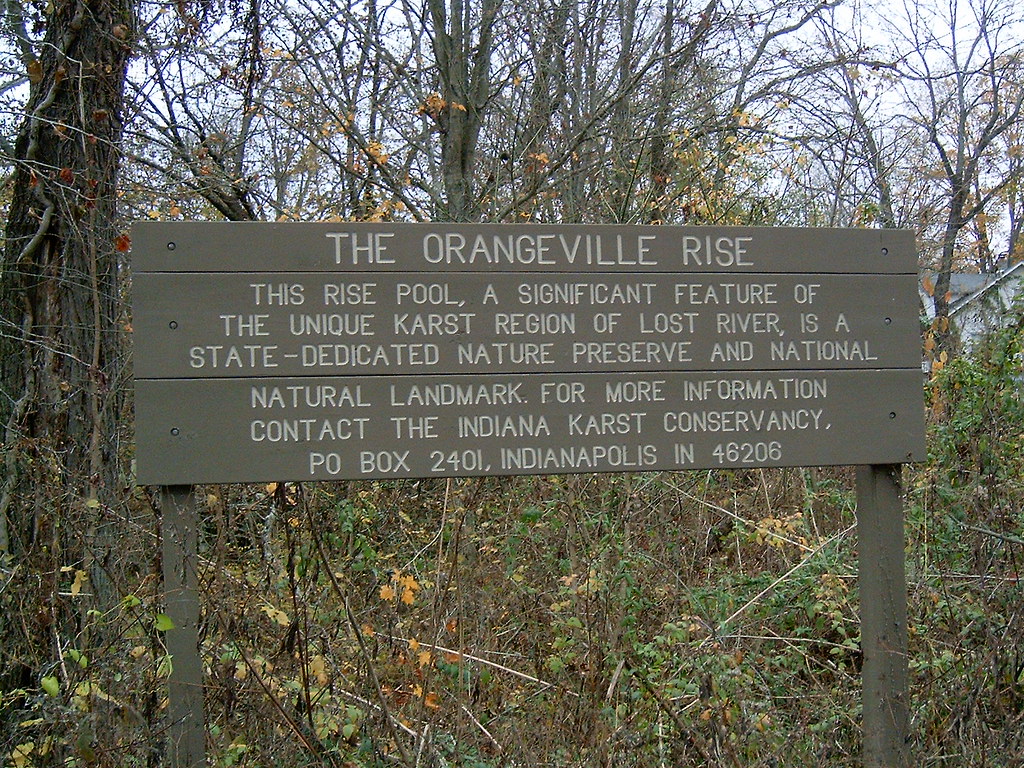 THE ORANGEVILLE RISE
THIS RISE POOL, A SIGNIFICANT FEATURE OF
THE UNIQUE KARST REGION OF LOST RIVER, IS A
STATE-DEDICATED NATURE PRESERVE AND NATIONAL
NATURAL LANDMARK. FOR MORE INFORMATION
CONTACT THE INDIANA KARST CONSERVANCY,
PO BOX 2401, INDIANAPOLIS IN 46206